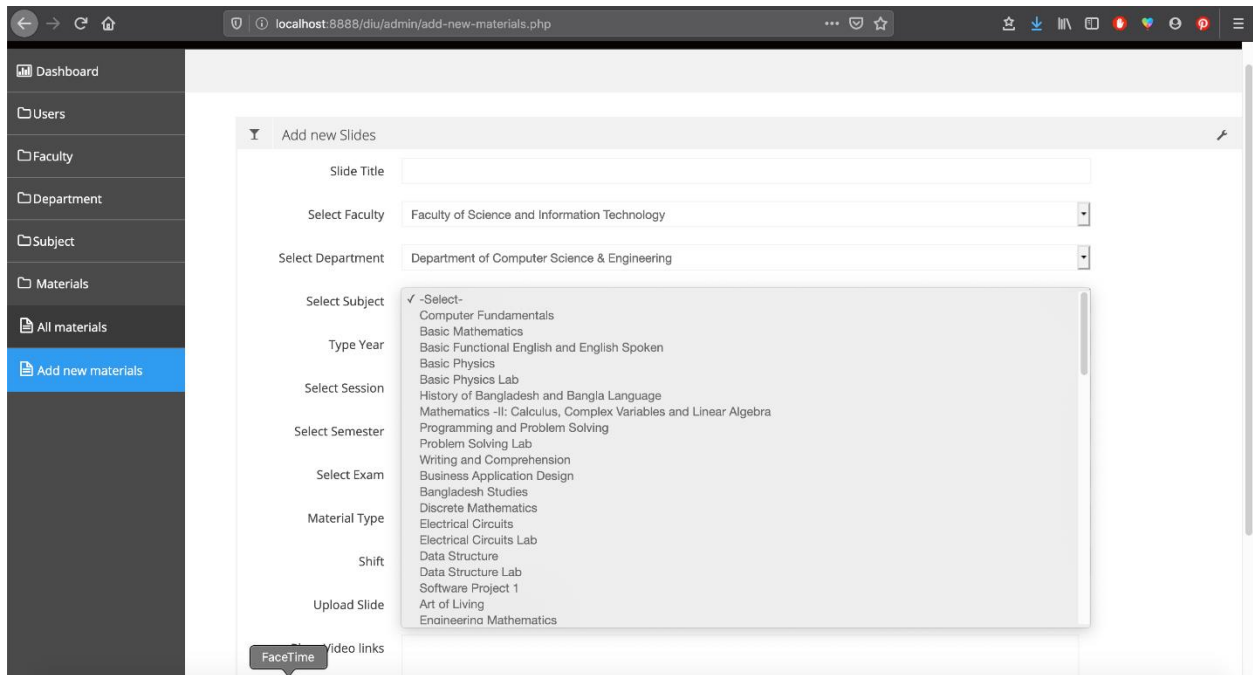 localhost:8888/diu/admin/add-new-materials.php
Dashboard
Users
Faculty
Department
Subject
Materials
All materials
Add new materials
Add new Slides
Slide Title
Select Faculty Faculty of Science and Information Technology
Select Department Department of Computer Science & Engineering
Select Subject
Type Year
Select Session
Select Semester
Select Exam
Material Type
Shift
Upload Slide
Video links
✓ -Select-
Computer Fundamentals
Basic Mathematics
Basic Functional English and English Spoken
Basic Physics
Basic Physics Lab
History of Bangladesh and Bangla Language
Mathematics -II: Calculus, Complex Variables and Linear Algebra
Programming and Problem Solving
Problem Solving Lab
Writing and Comprehension
Business Application Design
Bangladesh Studies
Discrete Mathematics
Electrical Circuits
Electrical Circuits Lab
Data Structure
Data Structure Lab
Software Project 1
Art of Living
Engineering Mathematics
FaceTime